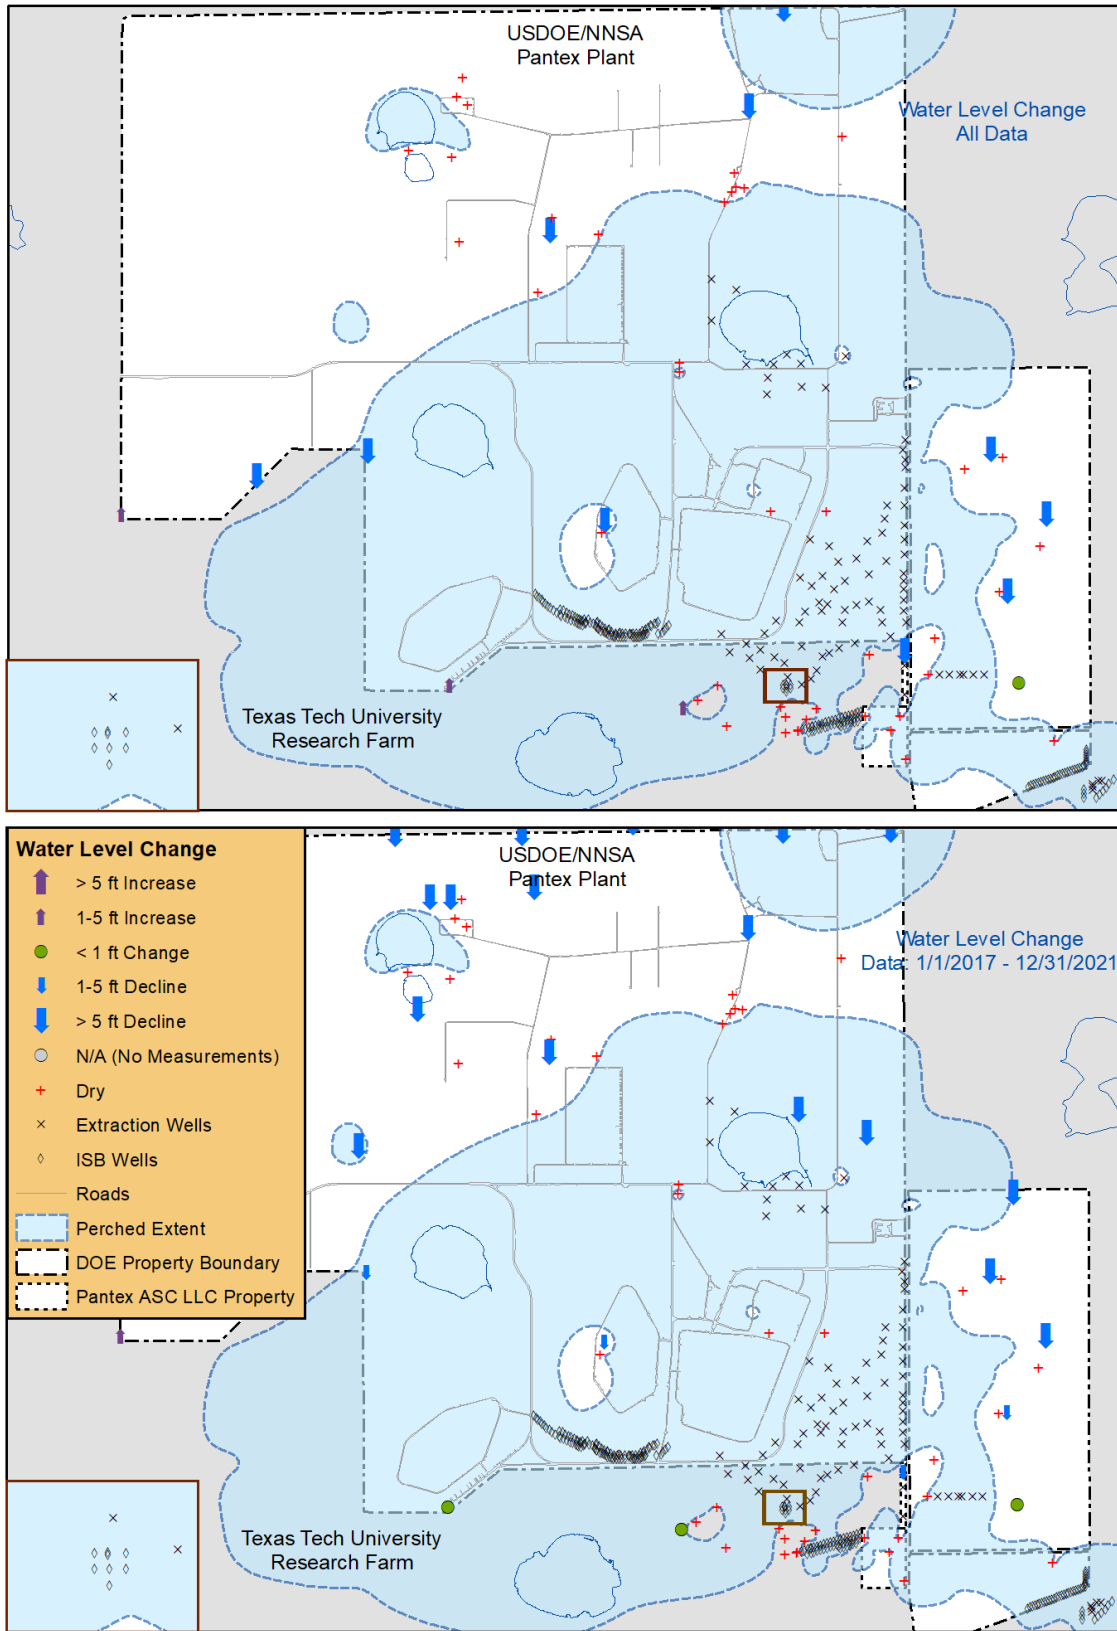 USDOE/NNSA
Pantex Plant
Water Level Change
All Data
Texas Tech University
Research Farm
Water Level Change
> 5 ft Increase
1-5 ft Increase
< 1 ft Change
1-5 ft Decline
> 5 ft Decline
N/A (No Measurements)
Dry
Extraction Wells
ISB Wells
Roads
Perched Extent
DOE Property Boundary
Pantex ASC LLC Property
USDOE/NNSA
Pantex Plant
Water Level Change
Data: 1/1/2017 - 12/31/2021
Texas Tech University
Research Farm